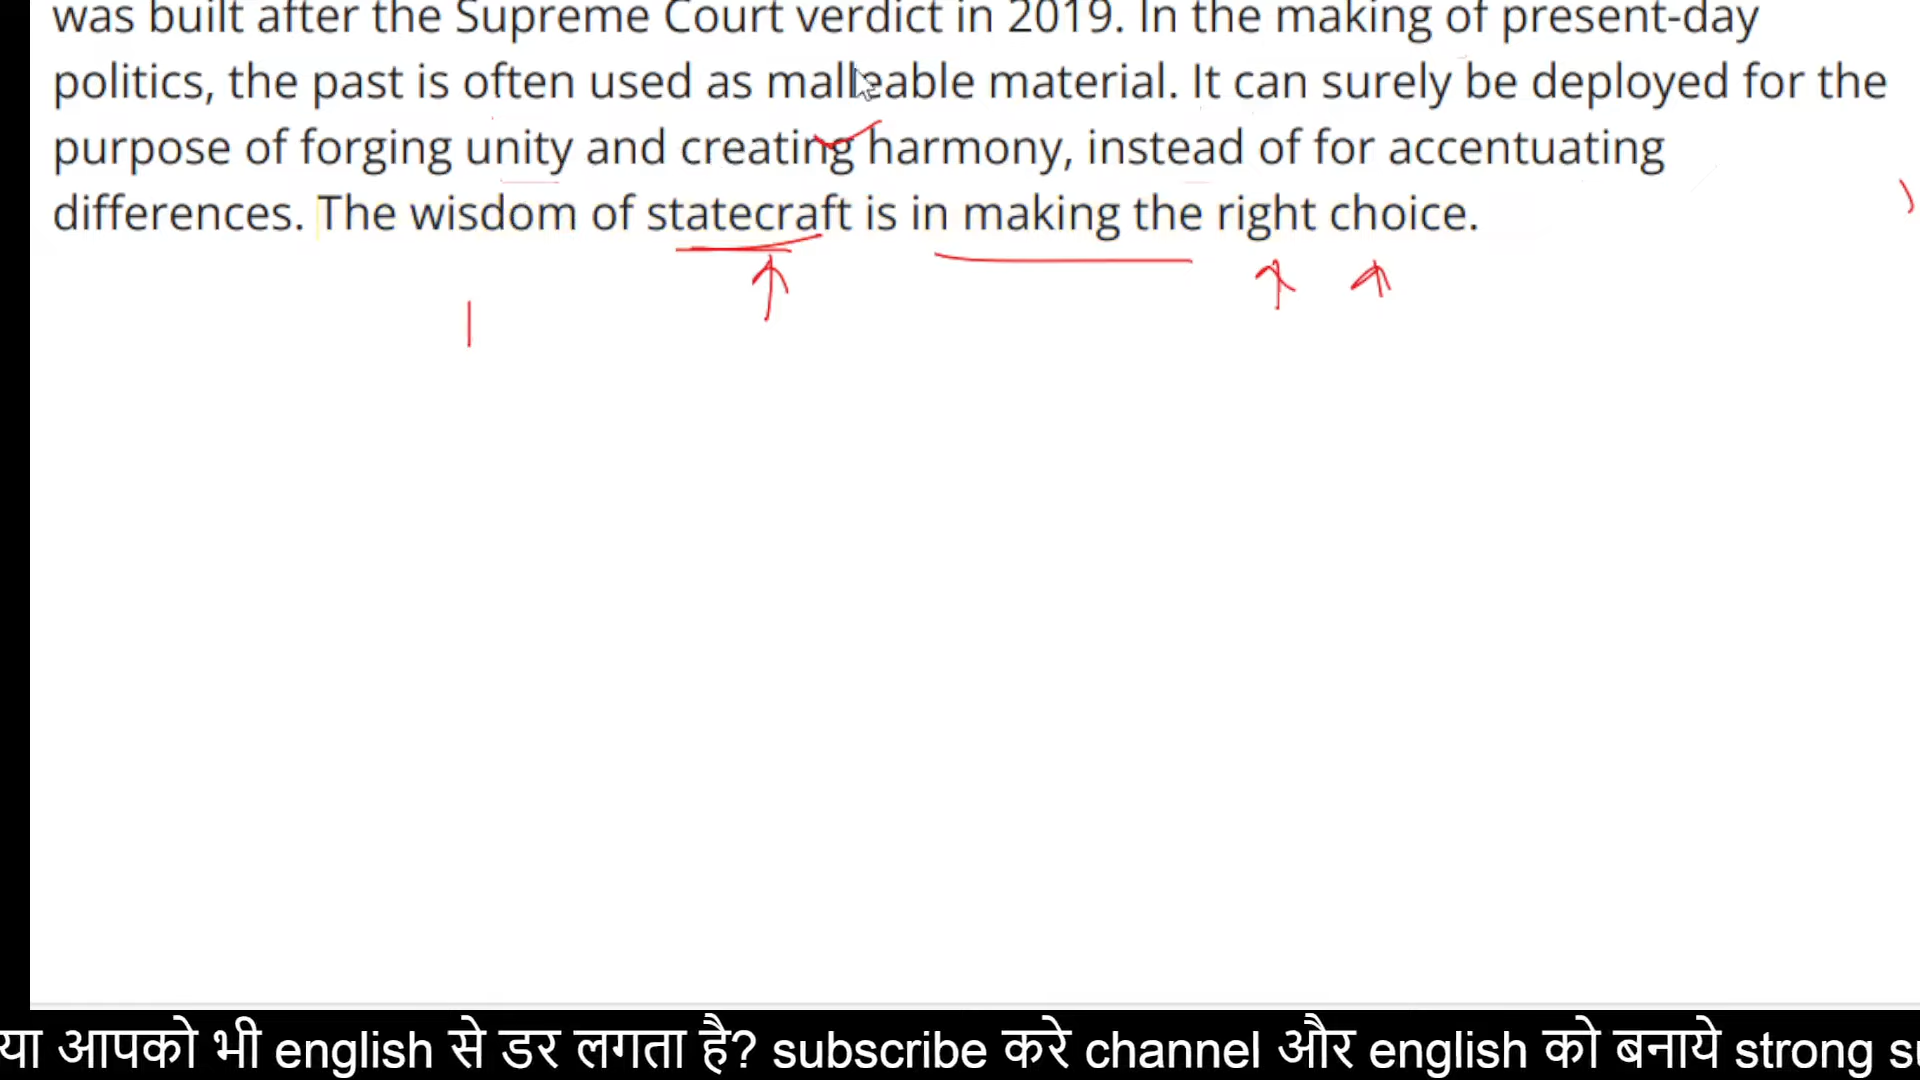 was built after the Supreme Court verdict in 2019. In the making of present-day
politics, the past is often used as malleable material. It can surely be deployed for the
purpose of forging unity and creating harmony, instead of for accentuating
differences. The wisdom of statecraft is in making the right choice.
या आपको भी english से डर लगता है? subscribe करे channel और english को बनाये strong